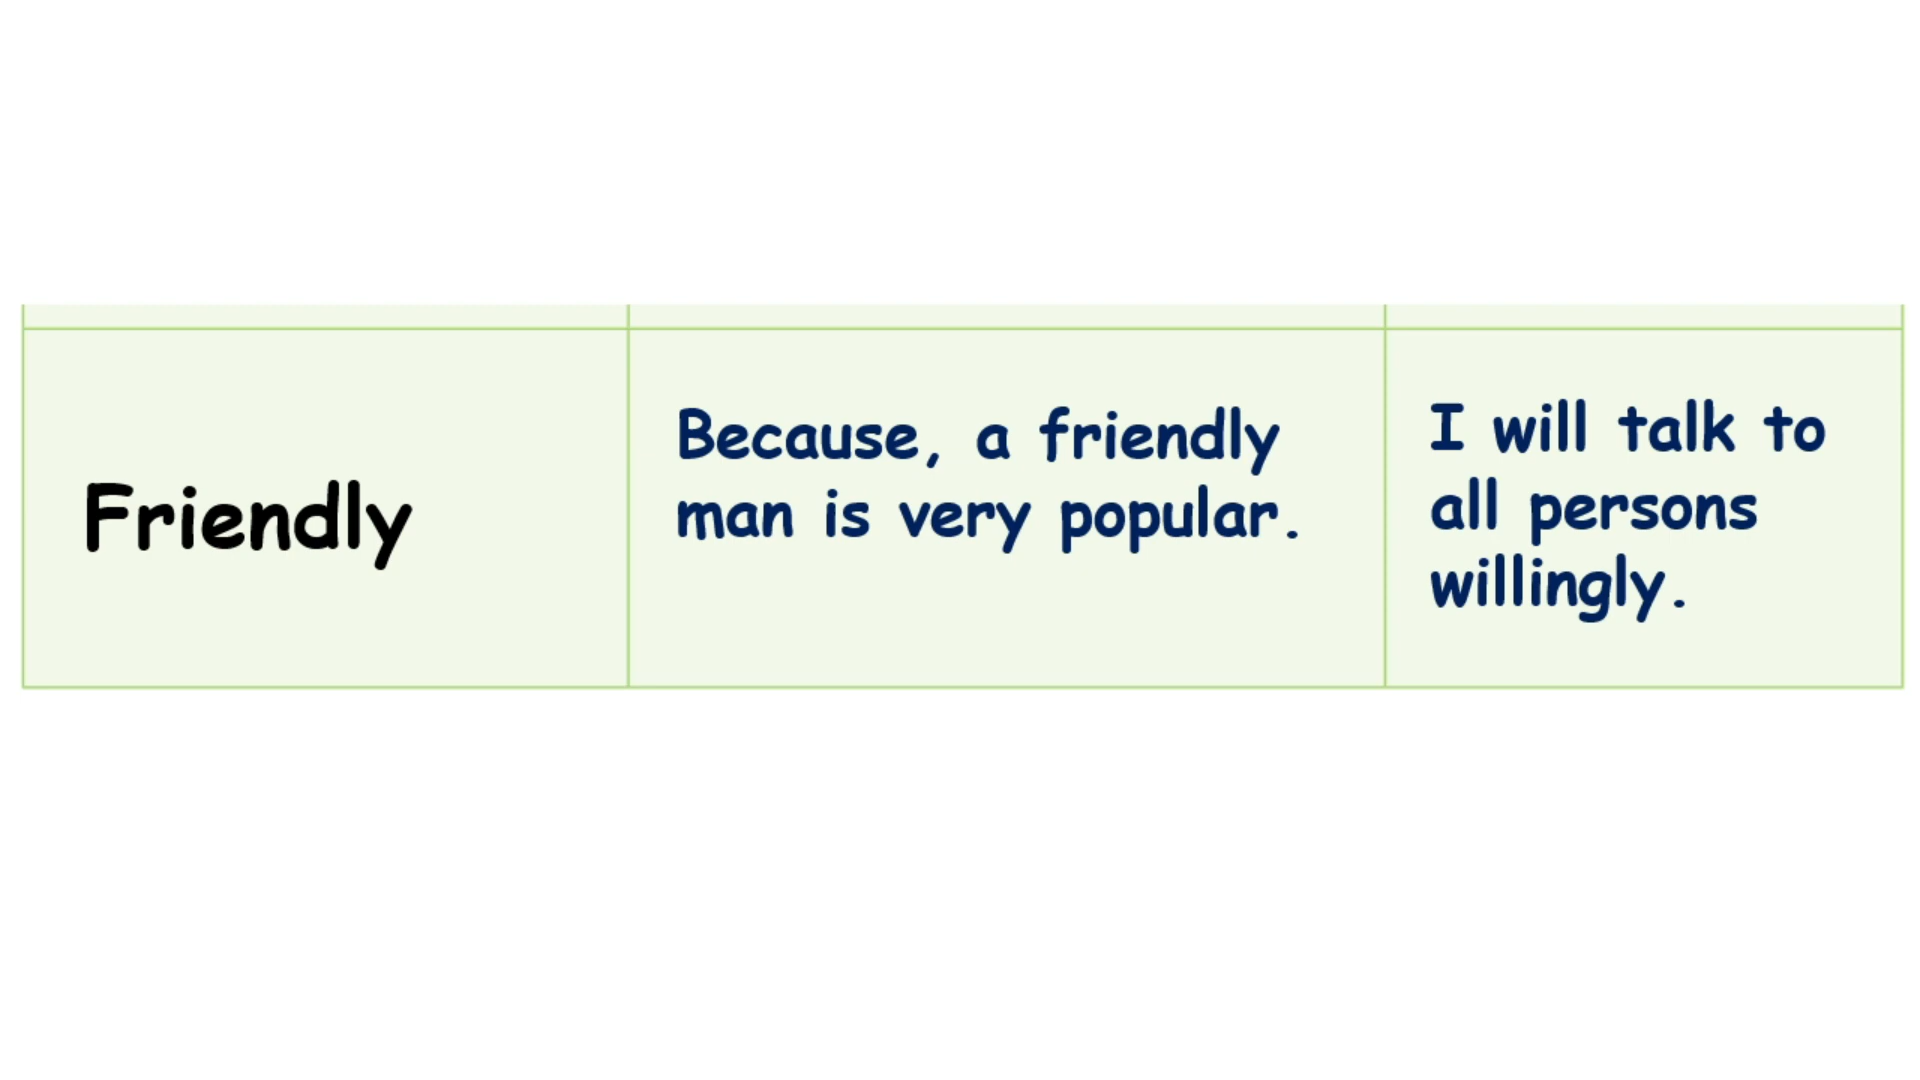 Friendly
Because, a friendly
man is very popular.
I will talk to
all persons
willingly.